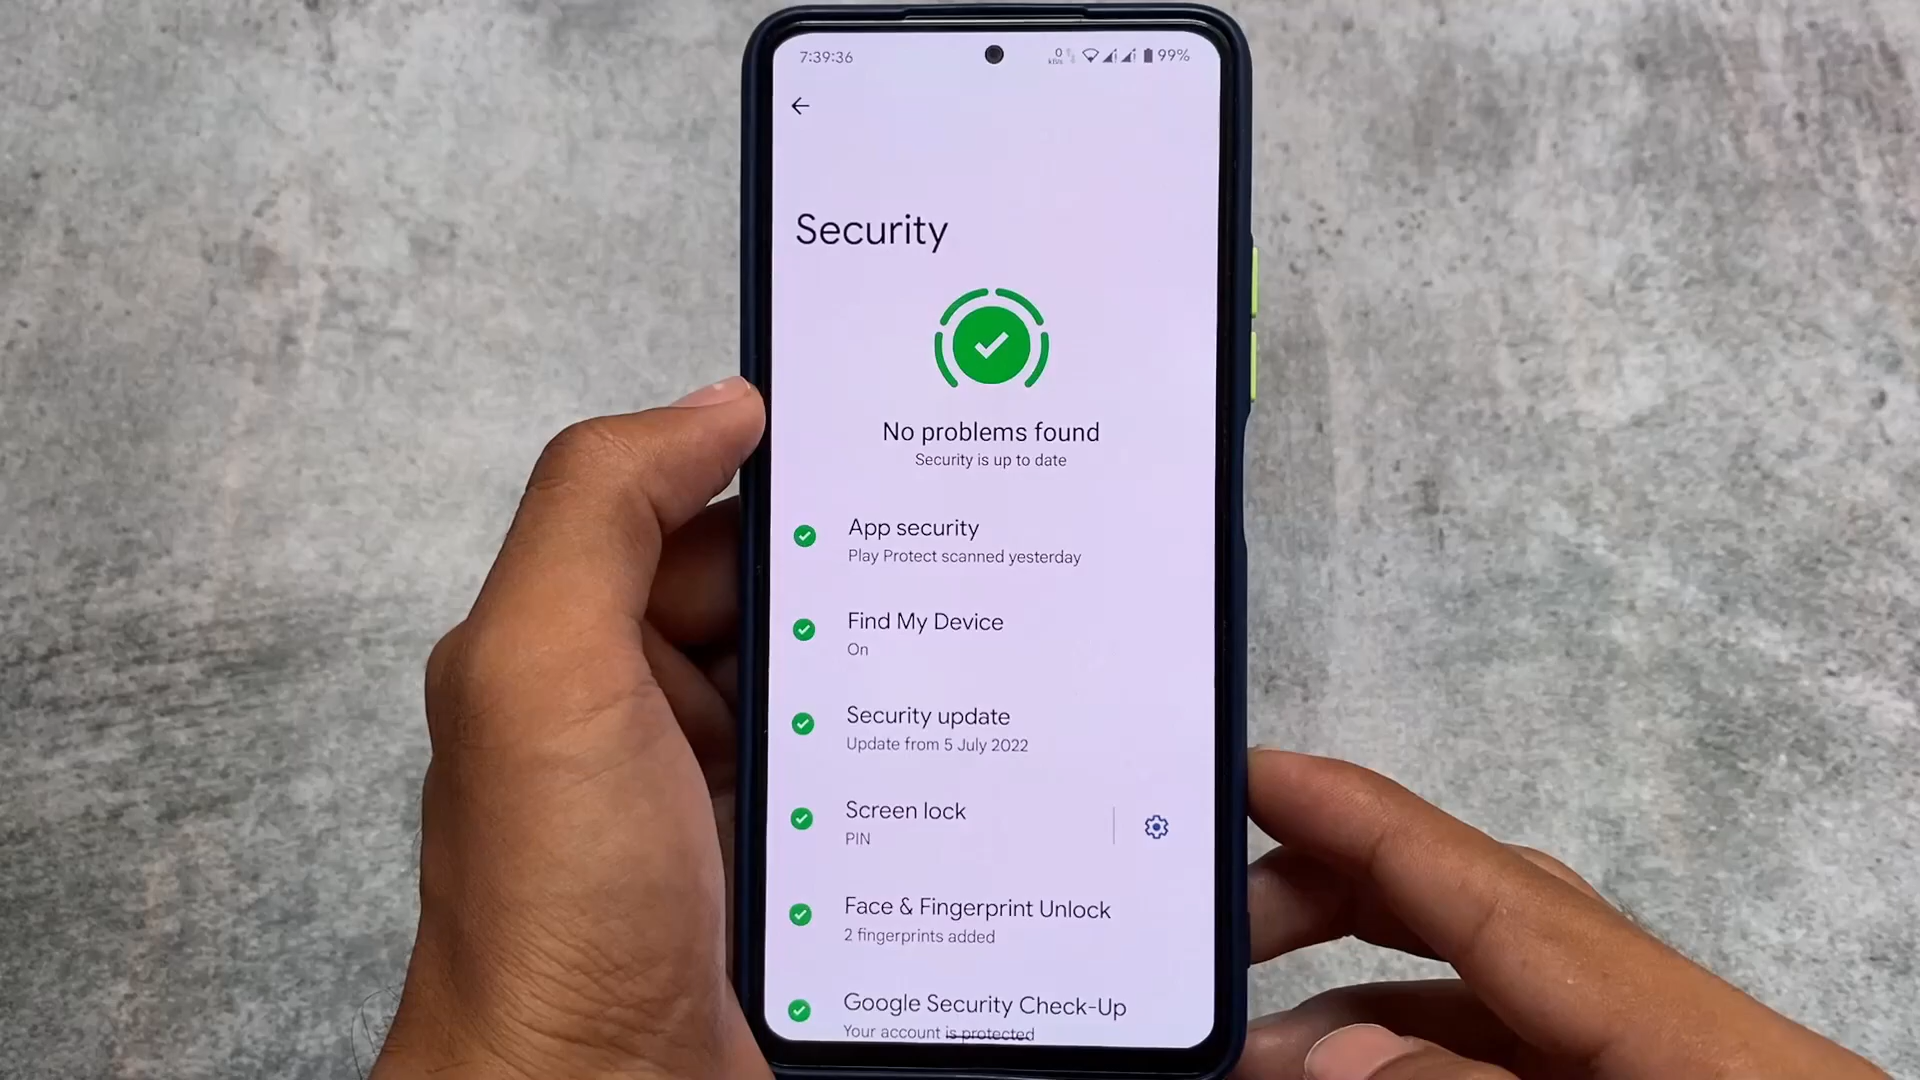 7:39:36
0
KB/s
99%
Security
No problems found
Security is up to date
App security
Play Protect scanned yesterday
Find My Device
On
Security update
Update from 5 July 2022
Screen lock
PIN
Face & Fingerprint Unlock
2 fingerprints added
Google Security Check-Up
Your account is protected